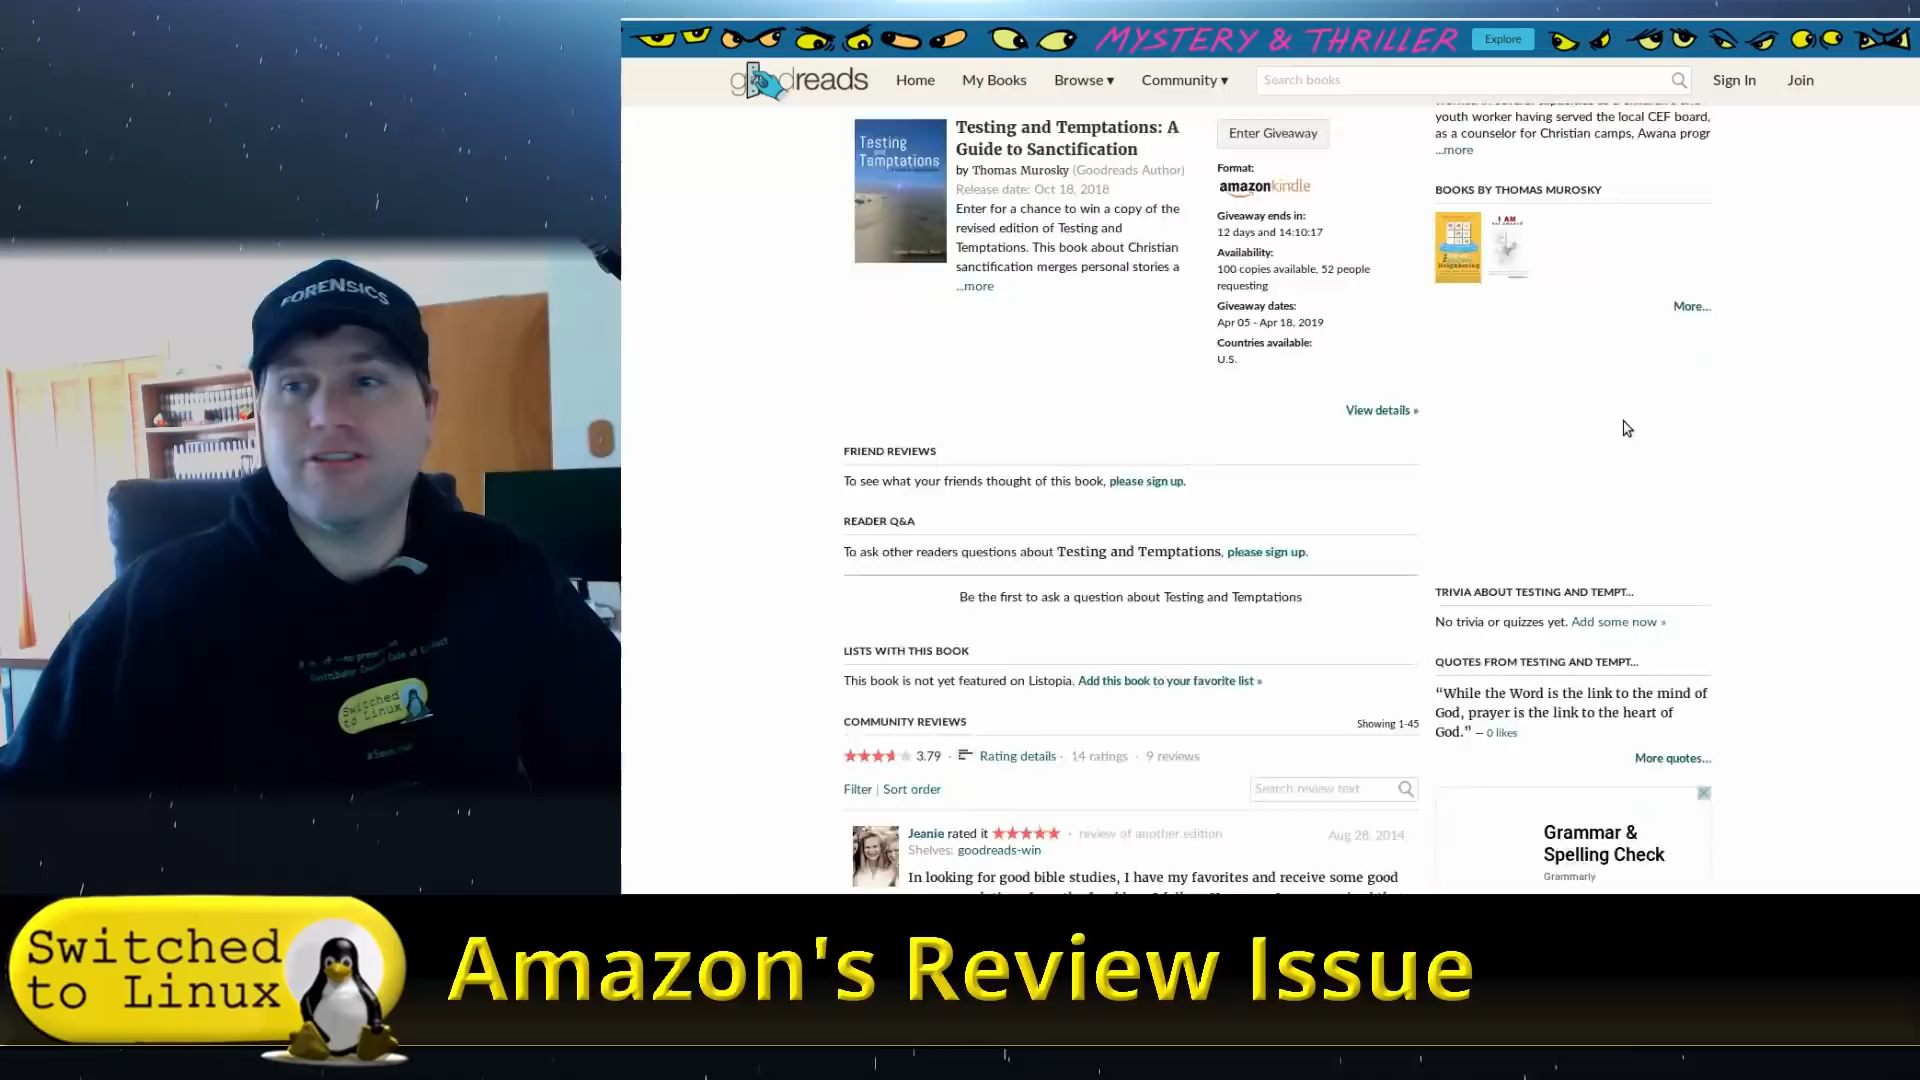 MYSTERY & THRILLER
Explore
goodreads
Home
My Books
Browse ▾
Community ▾
Search books
Sign In
Join
Testing and Temptations: A
Guide to Sanctification
by Thomas Murosky (Goodreads Author)
Release date: Oct 18, 2018
Enter for a chance to win a copy of the
revised edition of Testing and
Temptations. This book about Christian
sanctification merges personal stories a
...more
Testing
Temptations
Enter Giveaway
Format:
amazonkindle
Giveaway ends in:
12 days and 14:10:17
Availability:
100 copies available, 52 people
requesting
Giveaway dates:
Apr 05 - Apr 18, 2019
Countries available:
U.S.
View details »
FRIEND REVIEWS
To see what your friends thought of this book, please sign up.
READER Q&A
To ask other readers questions about Testing and Temptations, please sign up.
Be the first to ask a question about Testing and Temptations
LISTS WITH THIS BOOK
This book is not yet featured on Listopia. Add this book to your favorite list »
COMMUNITY REVIEWS
Showing 1-45
3.79 · Rating details · 14 ratings · 9 reviews
Filter | Sort order
Search review text
Jeanie rated it ★★★★★ · review of another edition
Aug 28, 2014
Shelves: goodreads-win
In looking for good bible studies, I have my favorites and receive some good
youth worker having served the local CEF board,
as a counselor for Christian camps, Awana progr
...more
BOOKS BY THOMAS MUROSKY
I AM
More...
TRIVIA ABOUT TESTING AND TEMPT...
No trivia or quizzes yet. Add some now »
QUOTES FROM TESTING AND TEMPT...
“While the Word is the link to the mind of
God, prayer is the link to the heart of
God.” — 0 likes
More quotes...
Grammar &
Spelling Check
Grammarly
FORENSICS
Switched
to Linux
Switched
to Linux
Amazon's Review Issue